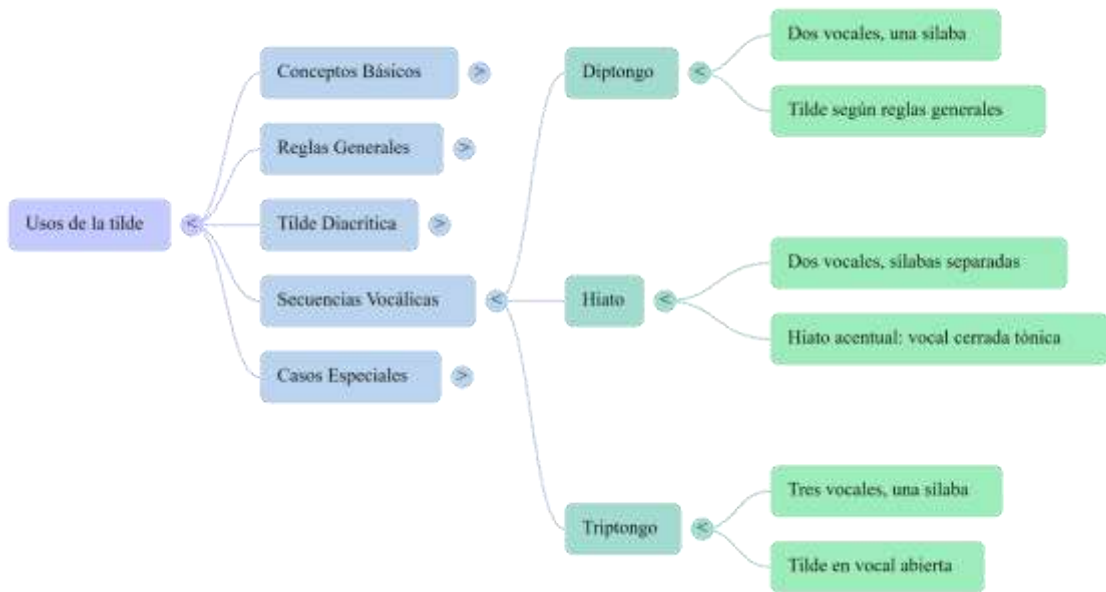 Usos de la tilde
Conceptos Básicos
Reglas Generales
Tilde Diacrítica
Secuencias Vocálicas
Casos Especiales
Diptongo
Dos vocales, una sílaba
Tilde según reglas generales
Hiato
Dos vocales, sílabas separadas
Hiato acentual: vocal cerrada tónica
Triptongo
Tres vocales, una sílaba
Tilde en vocal abierta